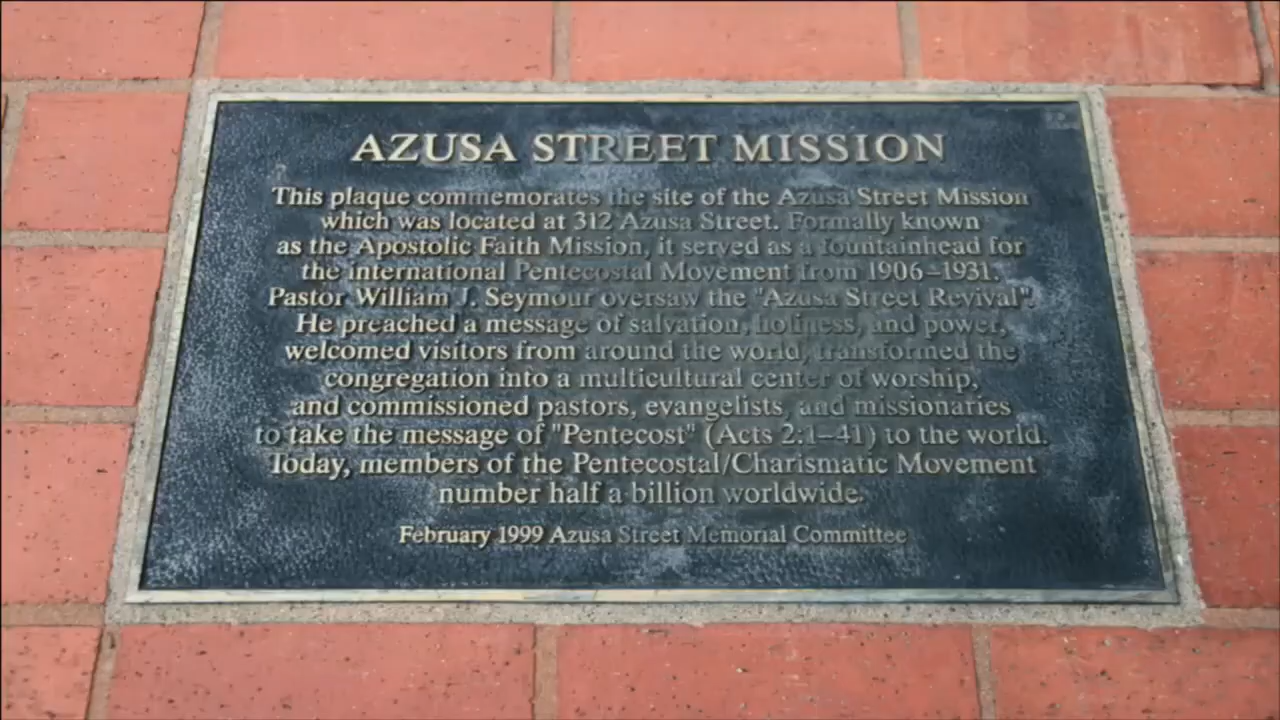 AZUSA STREET MISSION
This plaque commemorates the site of the Azusa Street Mission
which was located at 312 Azusa Street. Formally known
as the Apostolic Faith Mission, it served as a fountainhead for
the international Pentecostal Movement from 1906–1931.
Pastor William J. Seymour oversaw the "Azusa Street Revival".
He preached a message of salvation, holiness, and power,
welcomed visitors from around the world, transformed the
congregation into a multicultural center of worship,
and commissioned pastors, evangelists, and missionaries
to take the message of "Pentecost" (Acts 2:1–41) to the world.
Today, members of the Pentecostal/Charismatic Movement
number half a billion worldwide.
February 1999 Azusa Street Memorial Committee